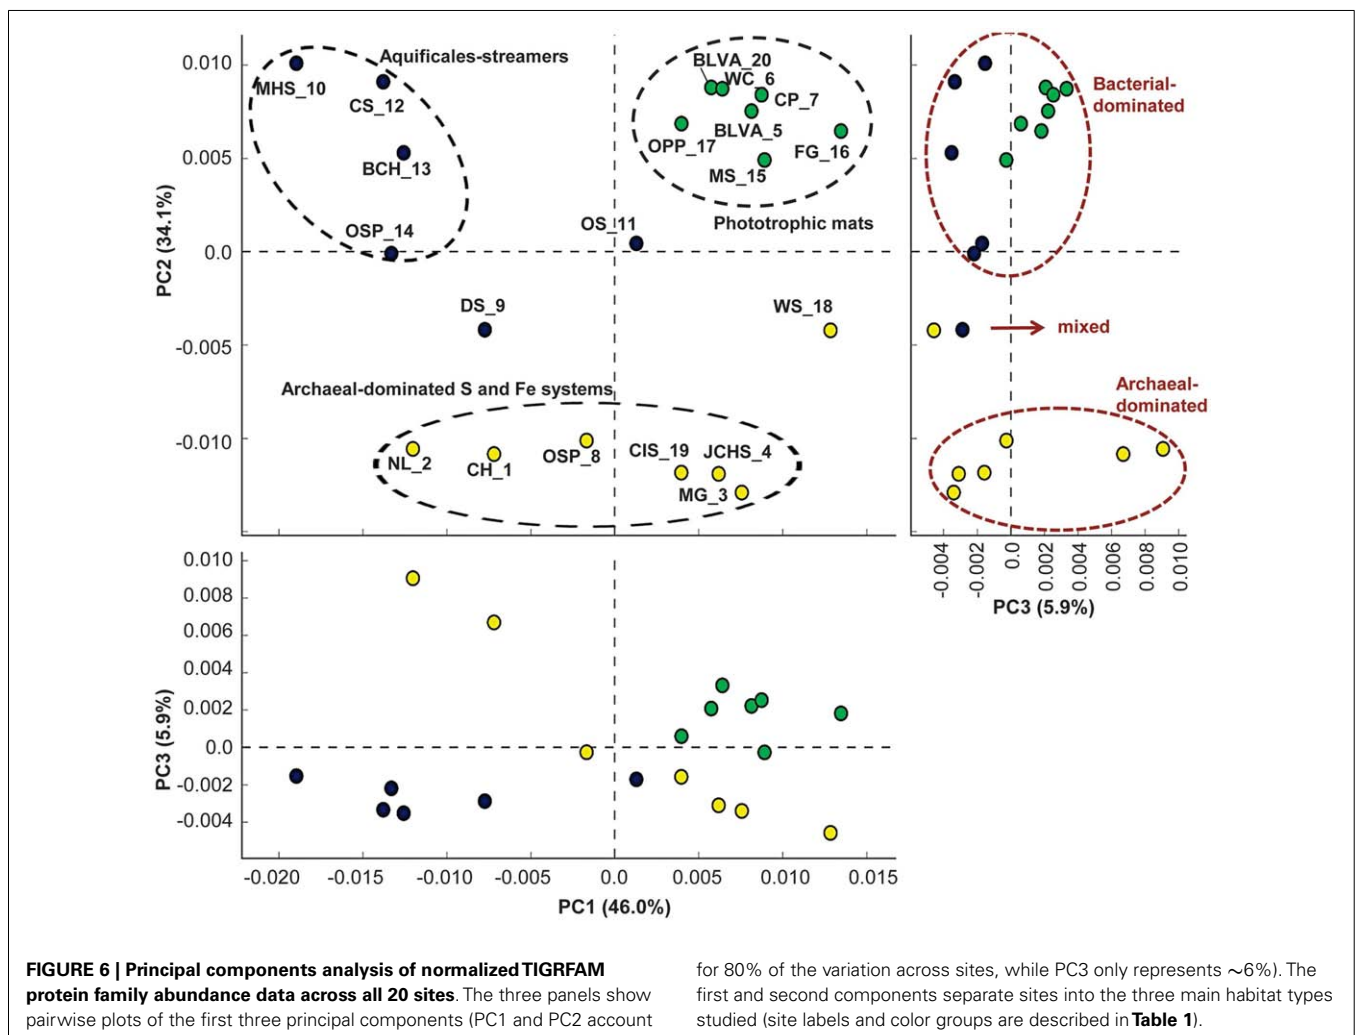 0.010
0.005
0.0
-0.005
-0.010
PC2 (34.1%)
Aquificales-streamers
MHS_10
CS_12
BCH_13
OSP_14
BLVA_20
WC_6
CP_7
BLVA_5
OPP_17
FG_16
MS_15
OS_11
Phototrophic mats
DS_9
WS_18
Archaeal-dominated S and Fe systems
NL_2
CH_1
OSP_8
CIS_19
JCHS_4
MG_3
Bacterial-
dominated
mixed
Archaeal-
dominated
-0.004
-0.002
0.0
0.002
0.004
0.006
0.008
0.010
PC3 (5.9%)
0.010
0.008
0.006
0.004
0.002
0.0
-0.002
-0.004
PC3 (5.9%)
-0.020
-0.015
-0.010
-0.005
0.0
0.005
0.010
0.015
PC1 (46.0%)
FIGURE 6 | Principal components analysis of normalized TIGRFAM
protein family abundance data across all 20 sites. The three panels show
pairwise plots of the first three principal components (PC1 and PC2 account
for 80% of the variation across sites, while PC3 only represents ∼6%). The
first and second components separate sites into the three main habitat types
studied (site labels and color groups are described in Table 1).